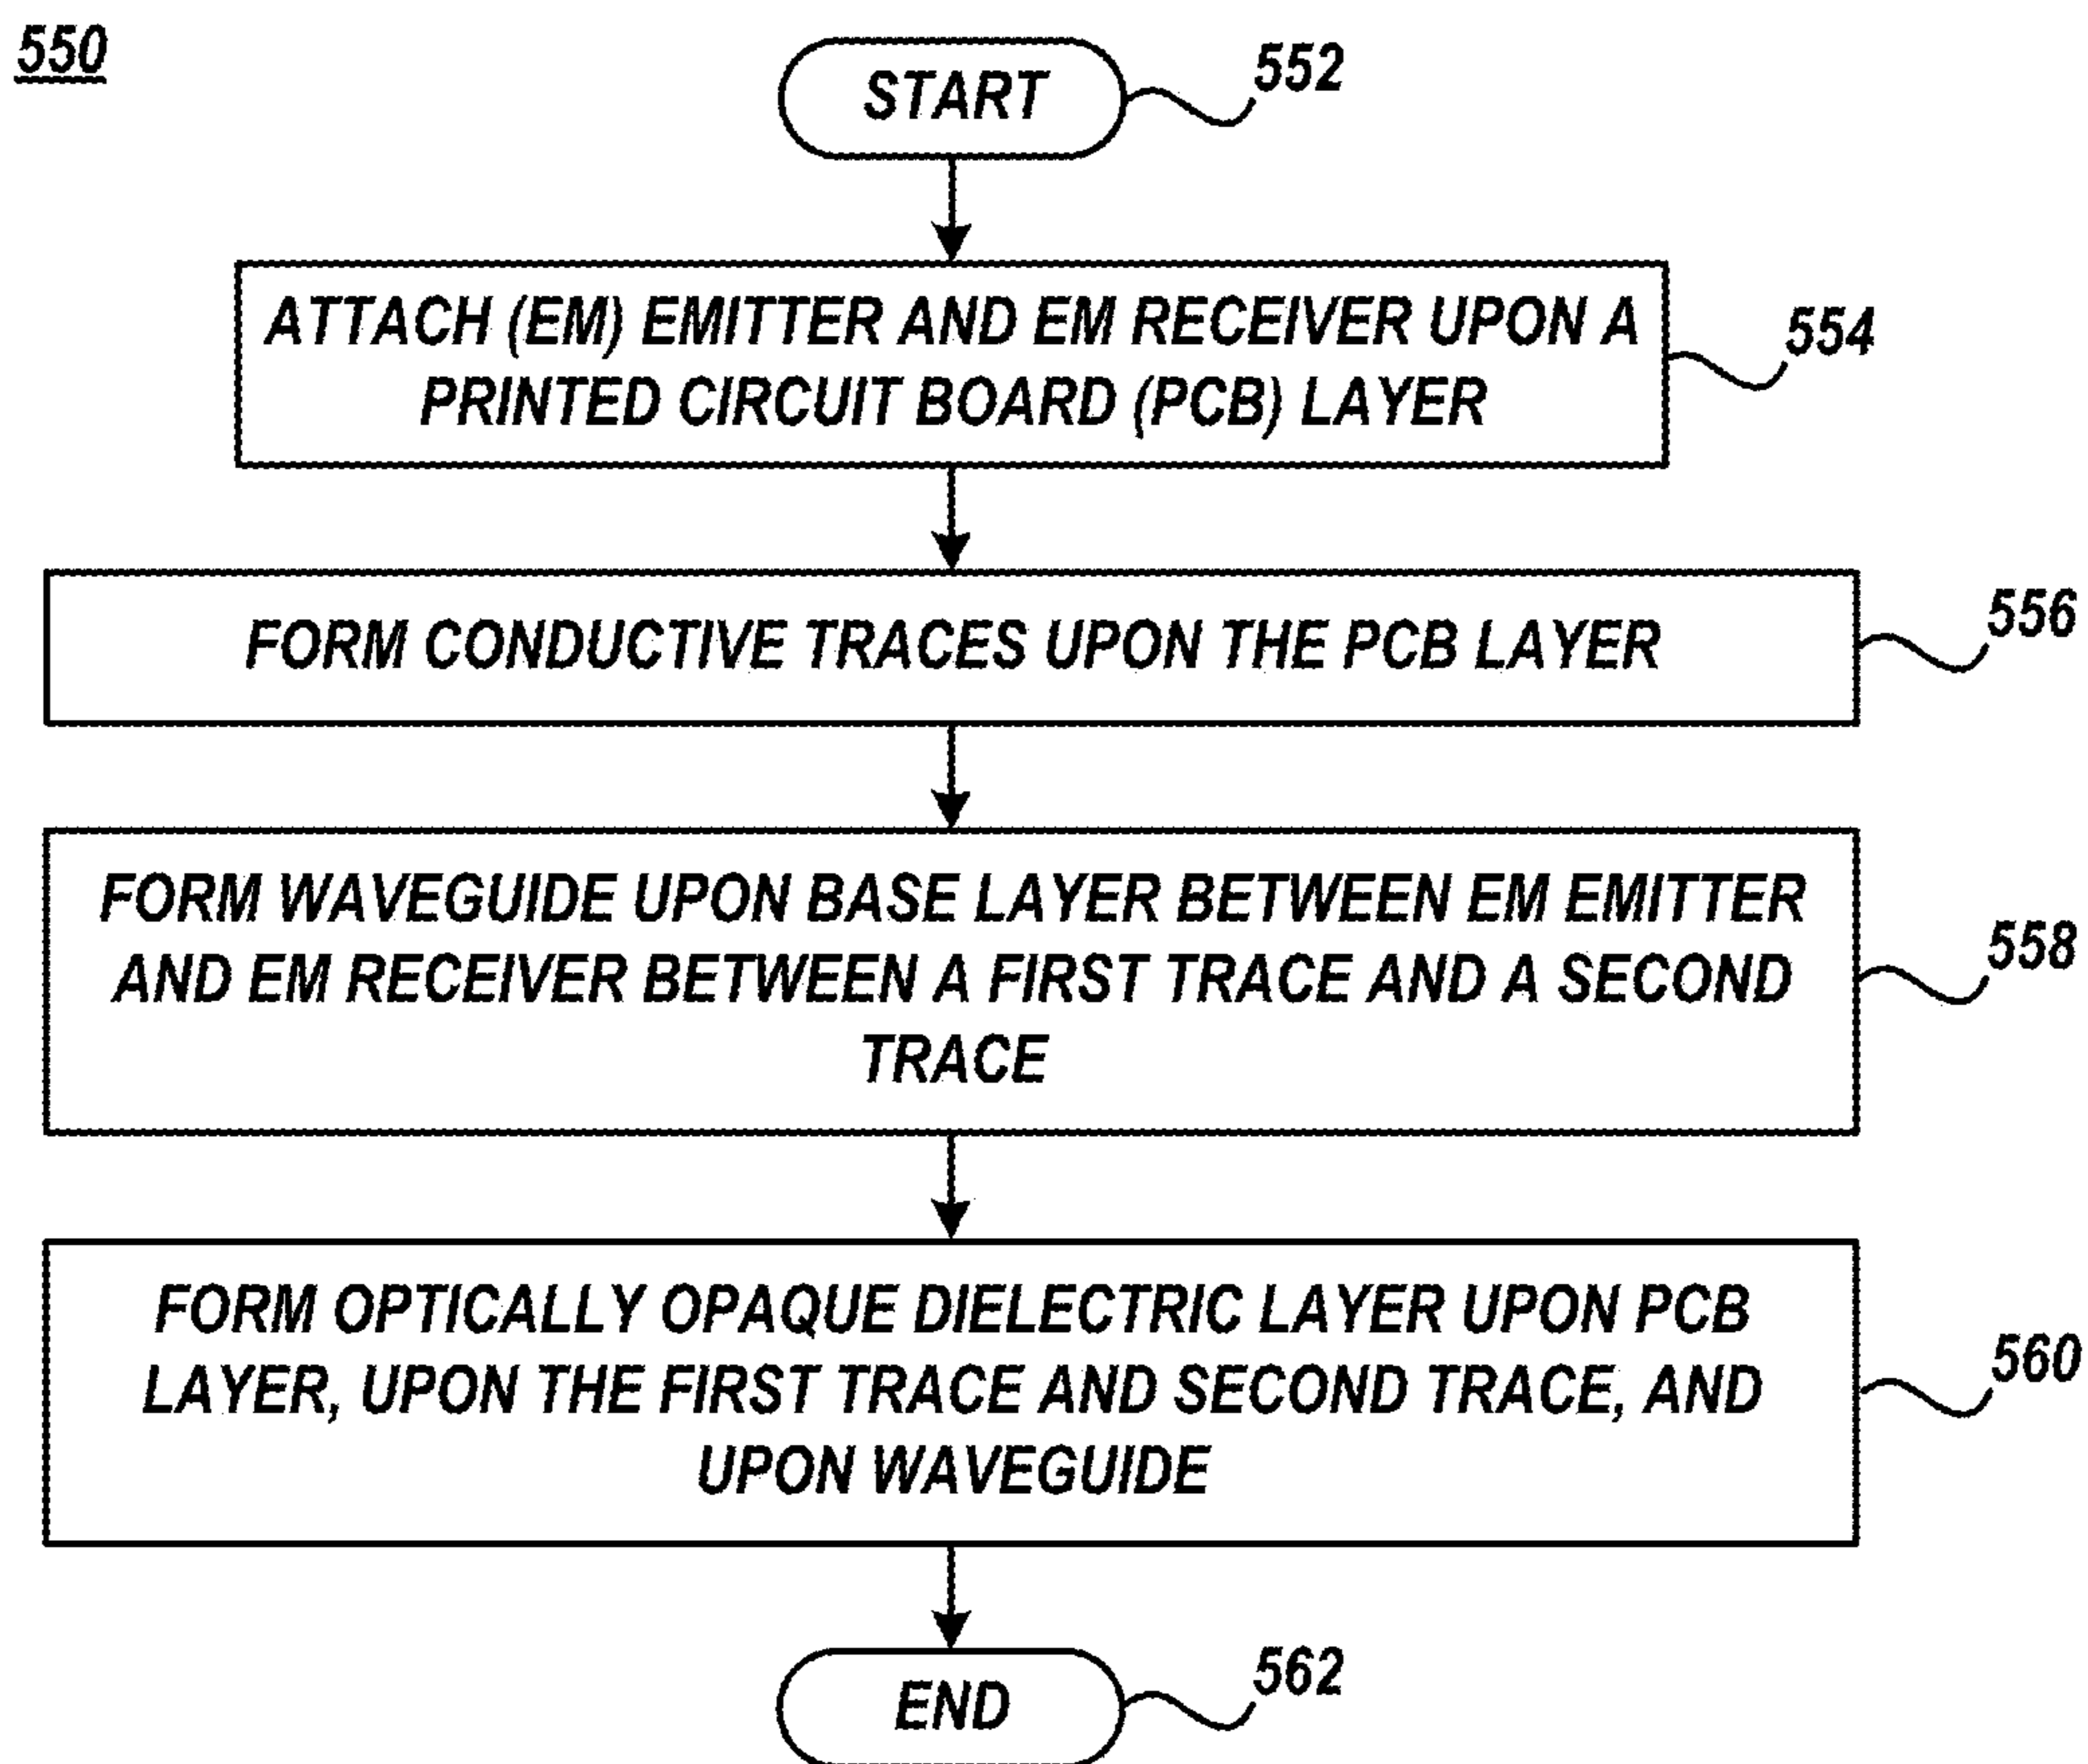 550
START
552
ATTACH (EM) EMITTER AND EM RECEIVER UPON A
PRINTED CIRCUIT BOARD (PCB) LAYER
554
FORM CONDUCTIVE TRACES UPON THE PCB LAYER
556
FORM WAVEGUIDE UPON BASE LAYER BETWEEN EM EMITTER
AND EM RECEIVER BETWEEN A FIRST TRACE AND A SECOND
TRACE
558
FORM OPTICALLY OPAQUE DIELECTRIC LAYER UPON PCB
LAYER, UPON THE FIRST TRACE AND SECOND TRACE, AND
UPON WAVEGUIDE
560
END
562